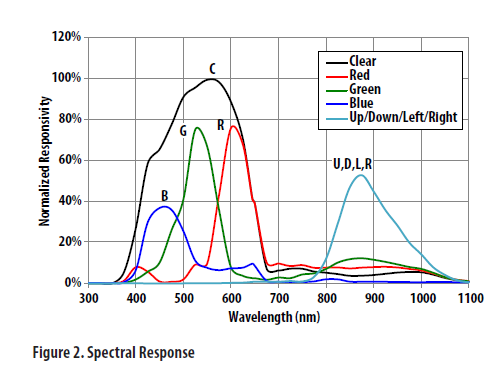 120%
100%
80%
60%
40%
20%
0%
Normalized Responsivity
C
G
R
B
U,D,L,R
Clear
Red
Green
Blue
Up/Down/Left/Right
300 400 500 600 700 800 900 1000 1100
Wavelength (nm)
Figure 2. Spectral Response